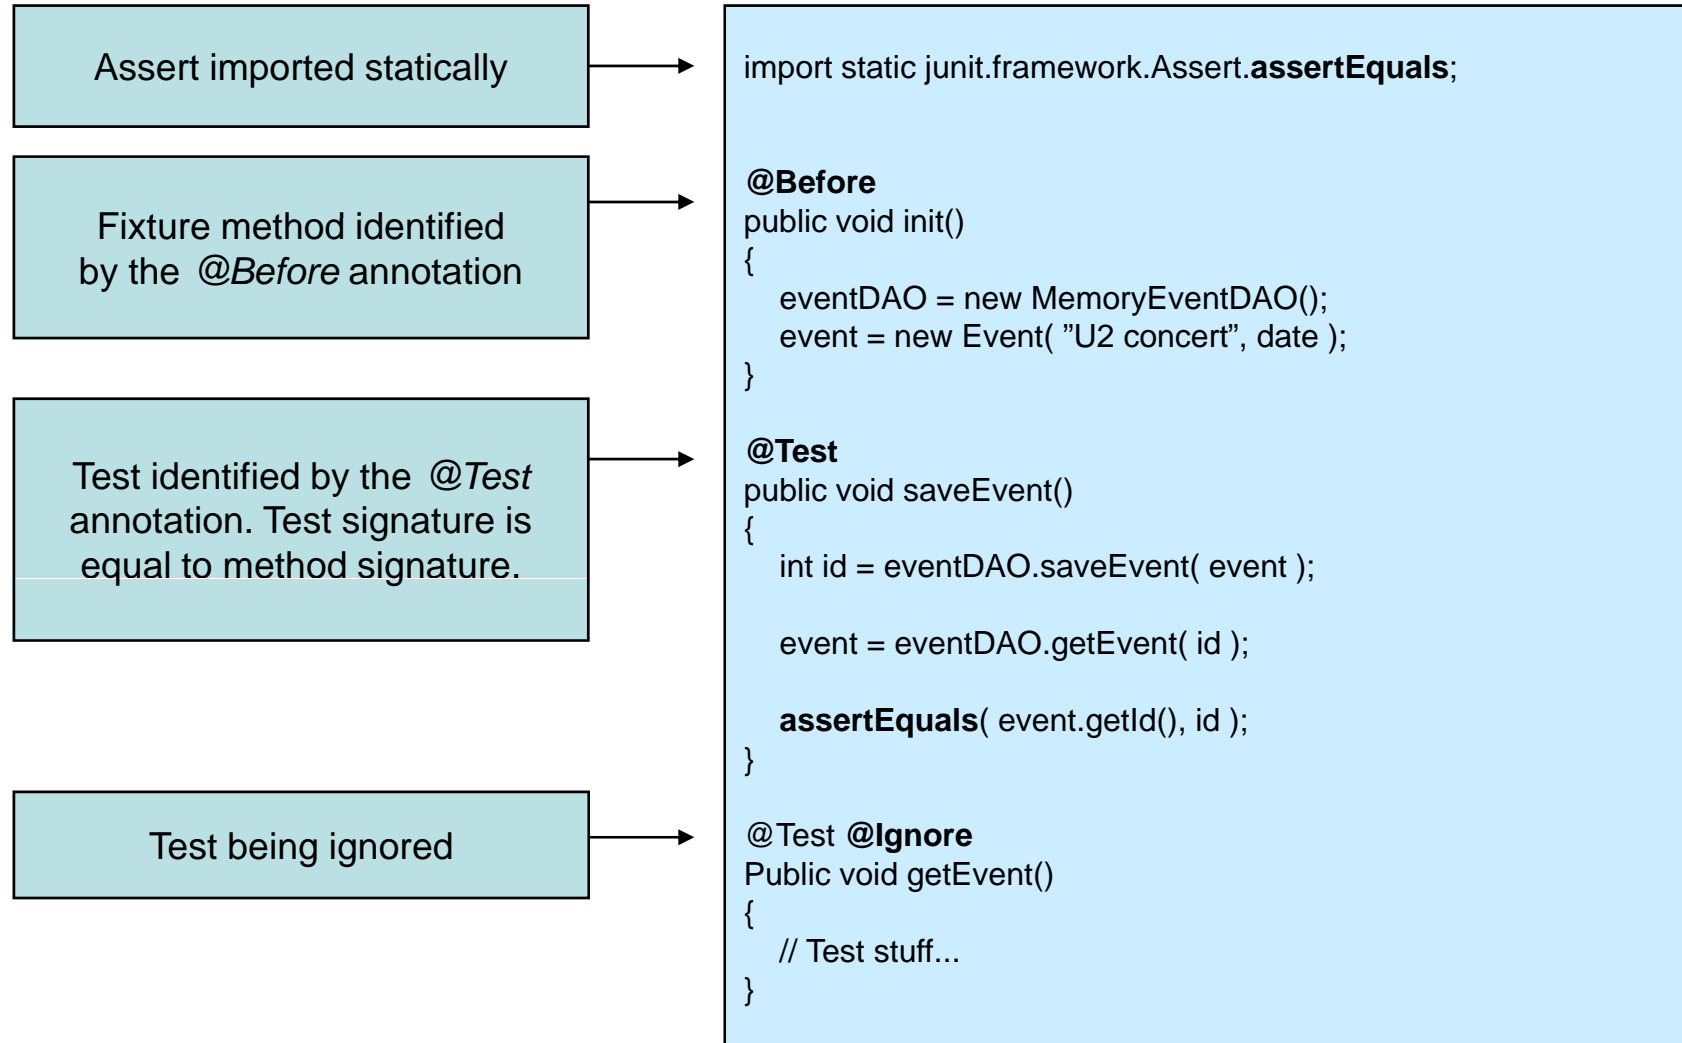 Assert imported statically
import static junit.framework.Assert.assertEquals;
Fixture method identified
by the @Before annotation
@Before
public void init()
{
eventDAO = new MemoryEventDAO();
event = new Event( ”U2 concert”, date );
}
Test identified by the @Test
annotation. Test signature is
equal to method signature.
@Test
public void saveEvent()
{
int id = eventDAO.saveEvent( event );
event = eventDAO.getEvent( id );
assertEquals( event.getId(), id );
}
Test being ignored
@Test @Ignore
Public void getEvent()
{
// Test stuff...
}